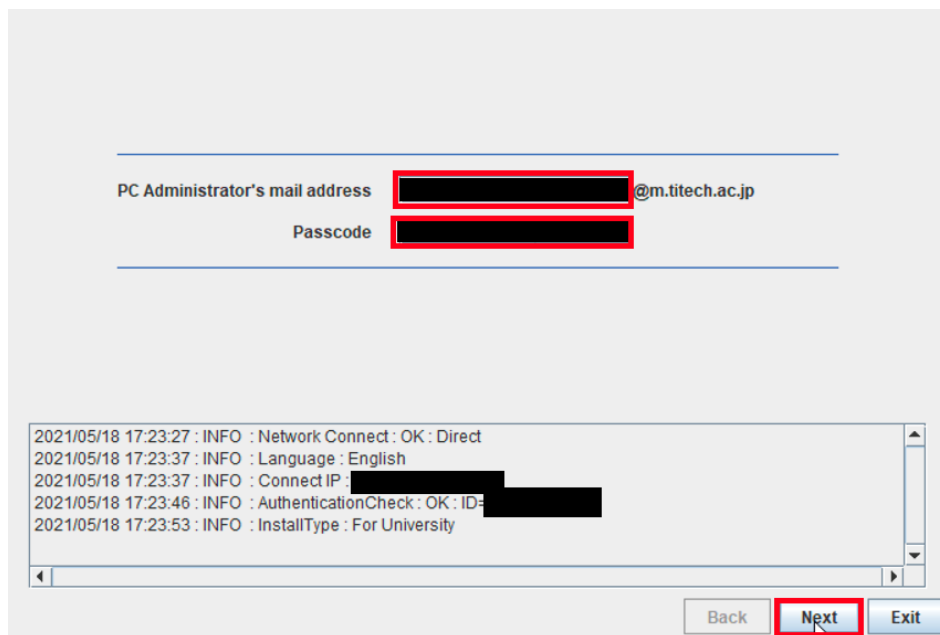 PC Administrator's mail address @m.titech.ac.jp
Passcode
2021/05/18 17:23:27 : INFO : Network Connect : OK : Direct
2021/05/18 17:23:37 : INFO : Language : English
2021/05/18 17:23:37 : INFO : Connect IP :
2021/05/18 17:23:46 : INFO : AuthenticationCheck : OK : ID=
2021/05/18 17:23:53 : INFO : InstallType : For University
Back Next Exit